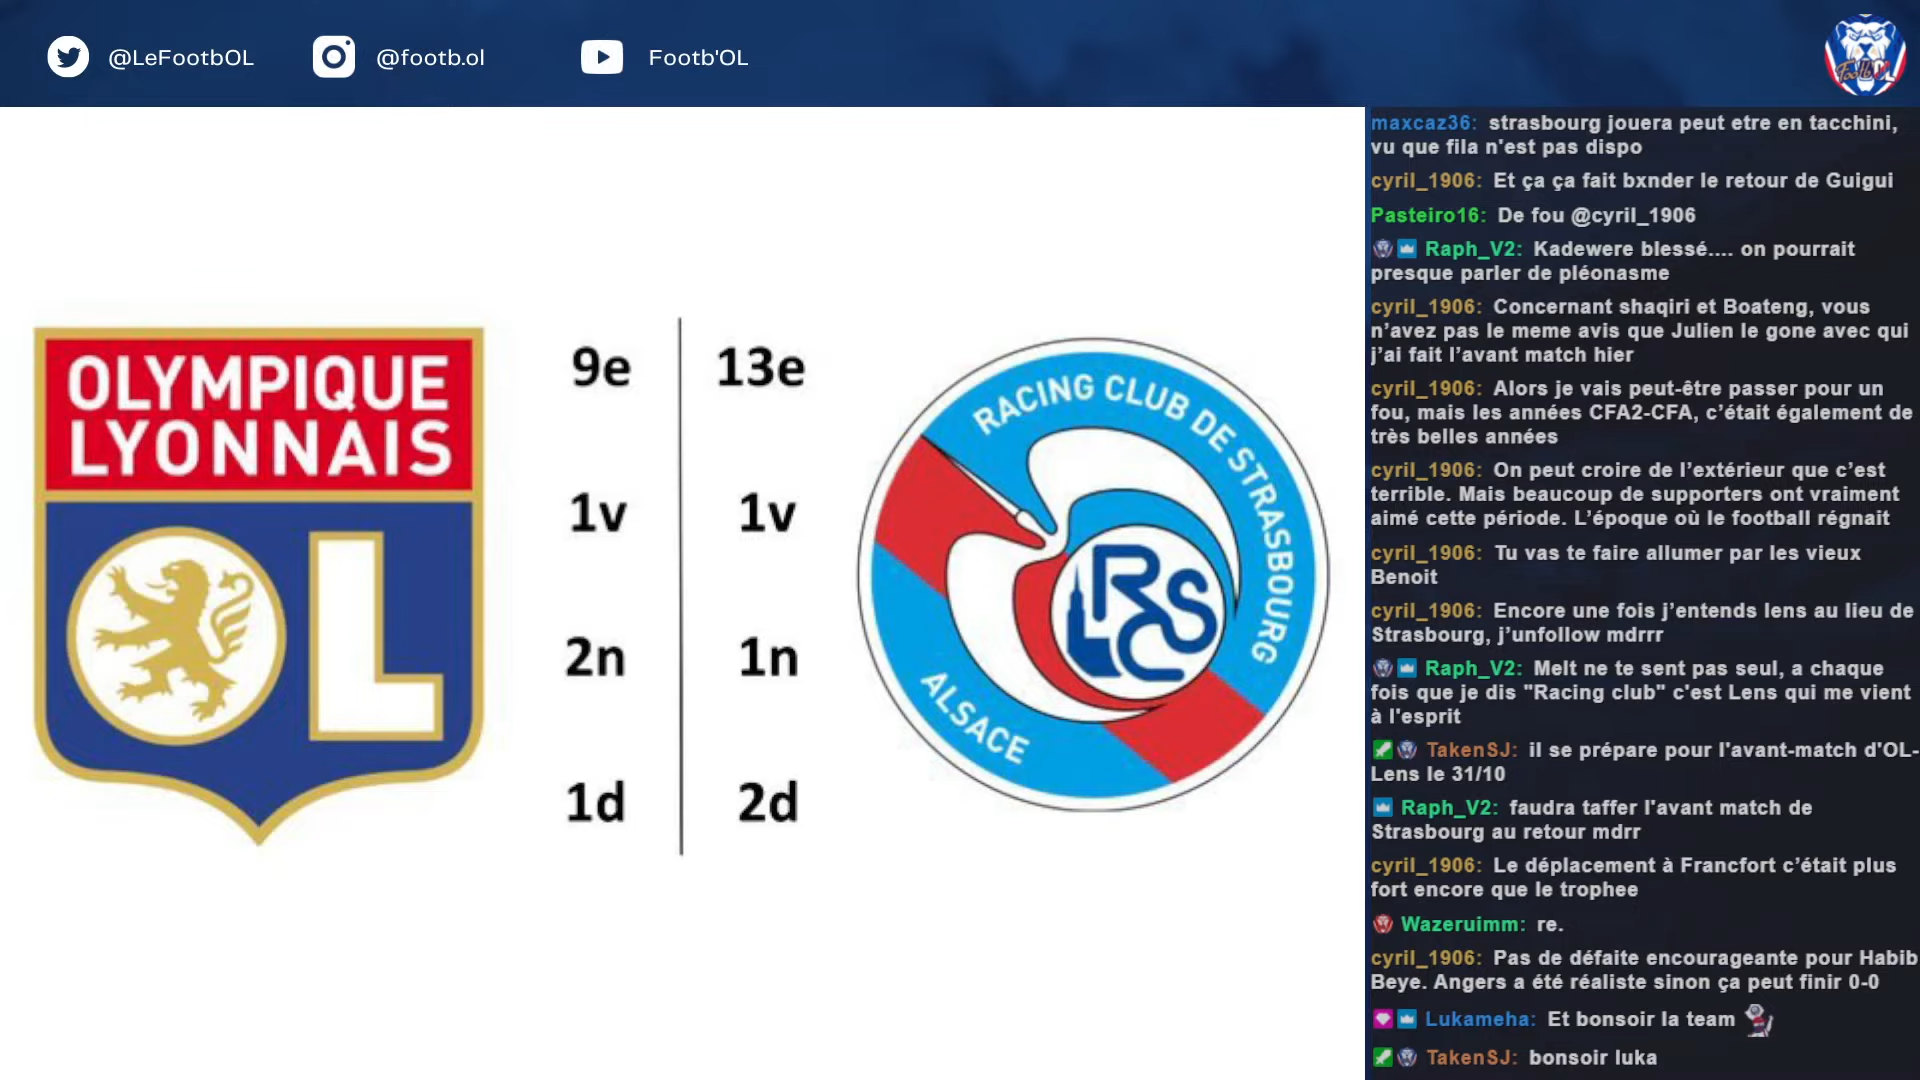 @LeFootbOL
@footb.ol
Footb'OL
OLYMPIQUE
LYONNAIS
OL
9e
13e
1v
1v
2n
1n
1d
2d
RACING CLUB DE STRASBOURG
ALSACE
RCS
maxcaz36: strasbourg jouera peut etre en tacchini,
vu que fila n'est pas dispo
cyril_1906: Et ça ça fait bxnder le retour de Guigui
Pasteiro16: De fou @cyril_1906
Raph_V2: Kadewere blessé.... on pourrait
presque parler de pléonasme
cyril_1906: Concernant shaqiri et Boateng, vous
n’avez pas le meme avis que Julien le gone avec qui
j’ai fait l’avant match hier
cyril_1906: Alors je vais peut-être passer pour un
fou, mais les années CFA2-CFA, c’était également de
très belles années
cyril_1906: On peut croire de l’extérieur que c’est
terrible. Mais beaucoup de supporters ont vraiment
aimé cette période. L’époque où le football régnait
cyril_1906: Tu vas te faire allumer par les vieux
Benoit
cyril_1906: Encore une fois j’entends lens au lieu de
Strasbourg, j’unfollow mdrrr
Raph_V2: Melt ne te sent pas seul, a chaque
fois que je dis "Racing club" c'est Lens qui me vient
à l'esprit
TakenSJ: il se prépare pour l'avant-match d'OL-
Lens le 31/10
Raph_V2: faudra taffer l'avant match de
Strasbourg au retour mdrr
cyril_1906: Le déplacement à Francfort c’était plus
fort encore que le trophee
Wazeruimm: re.
cyril_1906: Pas de défaite encourageante pour Habib
Beye. Angers a été réaliste sinon ça peut finir 0-0
Lukameha: Et bonsoir la team
TakenSJ: bonsoir luka